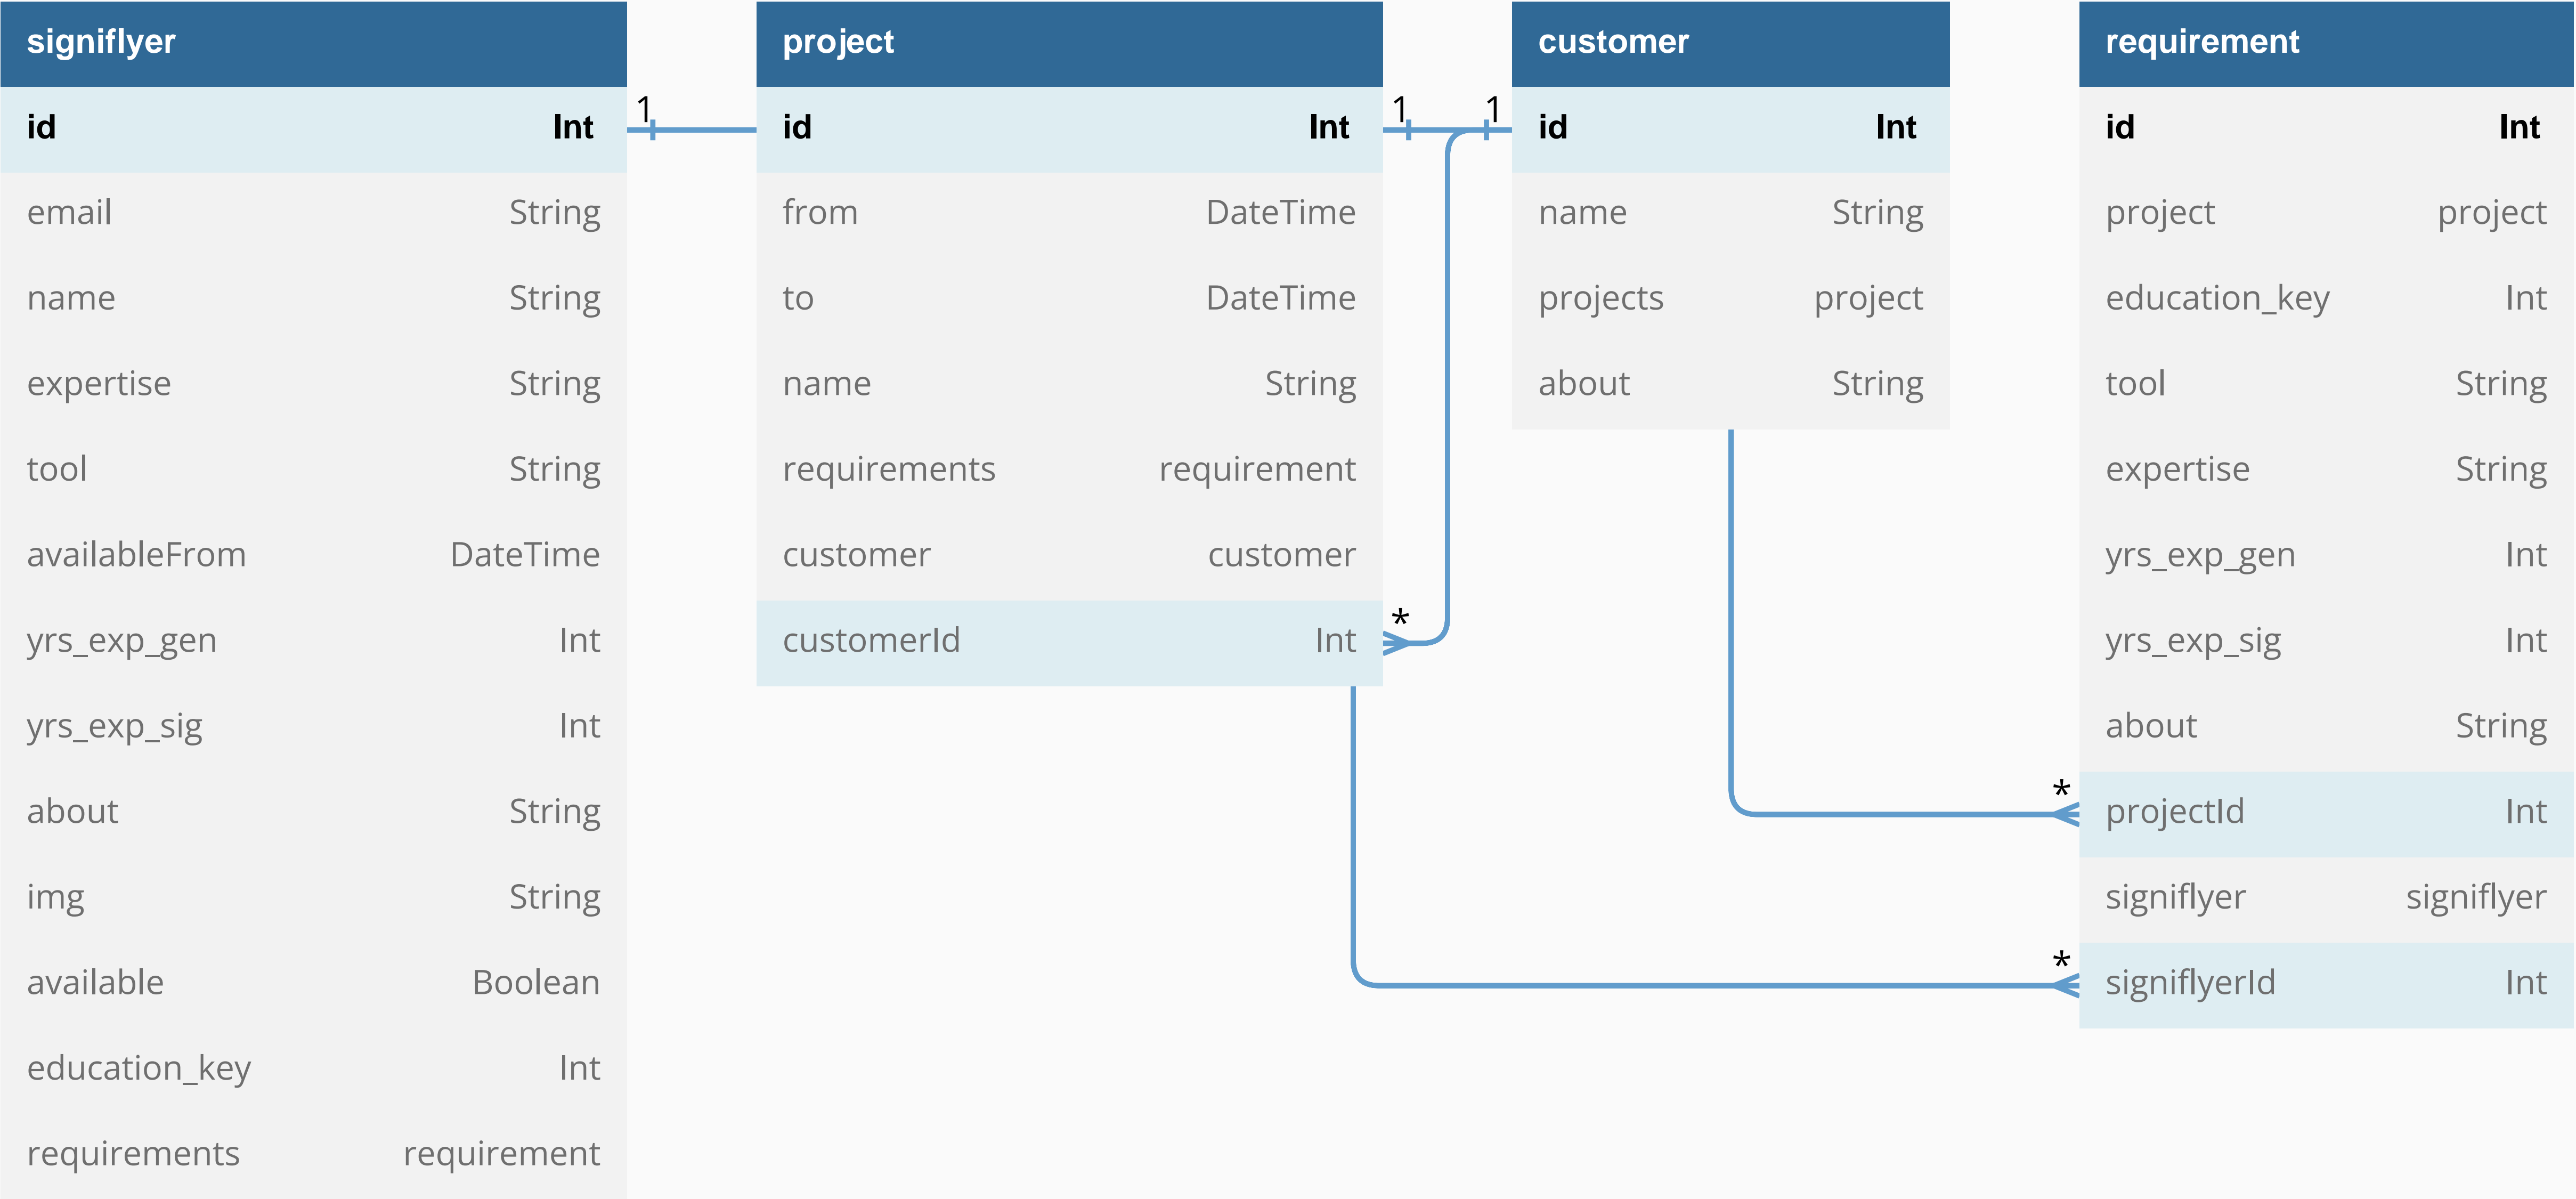 signiflyer
id Int
email String
name String
expertise String
tool String
availableFrom DateTime
yrs_exp_gen Int
yrs_exp_sig Int
about String
img String
available Boolean
education_key Int
requirements requirement
1
project
id Int
from DateTime
to DateTime
name String
requirements requirement
customer customer
customerId Int
1
*
1
customer
id Int
name String
projects project
about String
requirement
id Int
project project
education_key Int
tool String
expertise String
yrs_exp_gen Int
yrs_exp_sig Int
about String
*
projectId Int
signiflyer signiflyer
*
signiflyerId Int